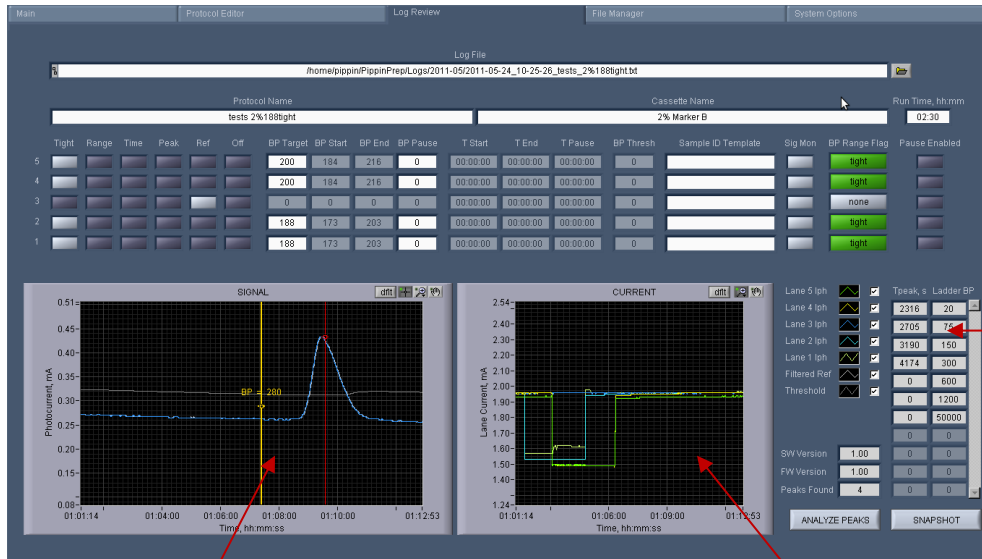 Main Protocol Editor Log Review File Manager System Options
Log File
/home/pippin/PippinPrep/Logs/2011-05/2011-05-24_10-25-26_tests_2%188tight.txt
Protocol Name Cassette Name Run Time, hh:mm
tests 2%188tight 2% Marker B 02:30
Tight Range Time Peak Ref Off BP Target BP Start BP End BP Pause T Start T End T Pause BP Thresh Sample ID Template Sig Mon BP Range Flag Pause Enabled
5 200 184 216 0 00:00:00 00:00:00 00:00:00 0 tight
4 200 184 216 0 00:00:00 00:00:00 00:00:00 0 tight
3 0 0 0 0 00:00:00 00:00:00 00:00:00 0 none
2 188 173 203 0 00:00:00 00:00:00 00:00:00 0 tight
1 188 173 203 0 00:00:00 00:00:00 00:00:00 0 tight
SIGNAL dflt
0.51
0.45
0.40
0.35
0.30
0.25
0.20
0.15
0.08
Photocurrent, mA
BP = 280
01:01:14 01:04:00 01:06:00 01:08:00 01:10:00 01:12:53
Time, hh:mm:ss
CURRENT dflt
2.54
2.40
2.30
2.20
2.10
2.00
1.90
1.80
1.70
1.60
1.50
1.40
1.24
Lane Current, mA
01:01:14 01:06:00 01:09:00 01:12:53
Time, hh:mm:ss
Lane 5 Iph
Lane 4 Iph
Lane 3 Iph
Lane 2 Iph
Lane 1 Iph
Filtered Ref
Threshold
Tpeak, s Ladder BP
2316 20
2705 75
3190 150
4174 300
0 600
0 1200
0 50000
0 0
0 0
0 0
SW Version 1.00
FW Version 1.00
Peaks Found 4
ANALYZE PEAKS SNAPSHOT